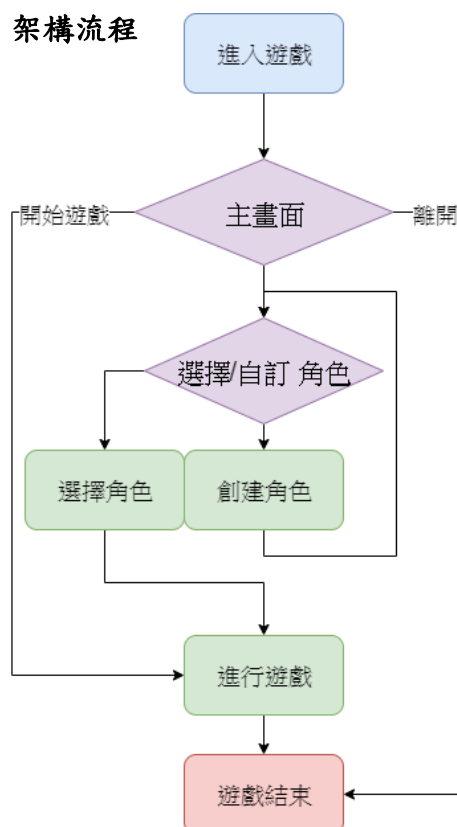 架構流程
進入遊戲
主畫面
開始遊戲
離開
選擇/自訂 角色
選擇角色
創建角色
進行遊戲
遊戲結束